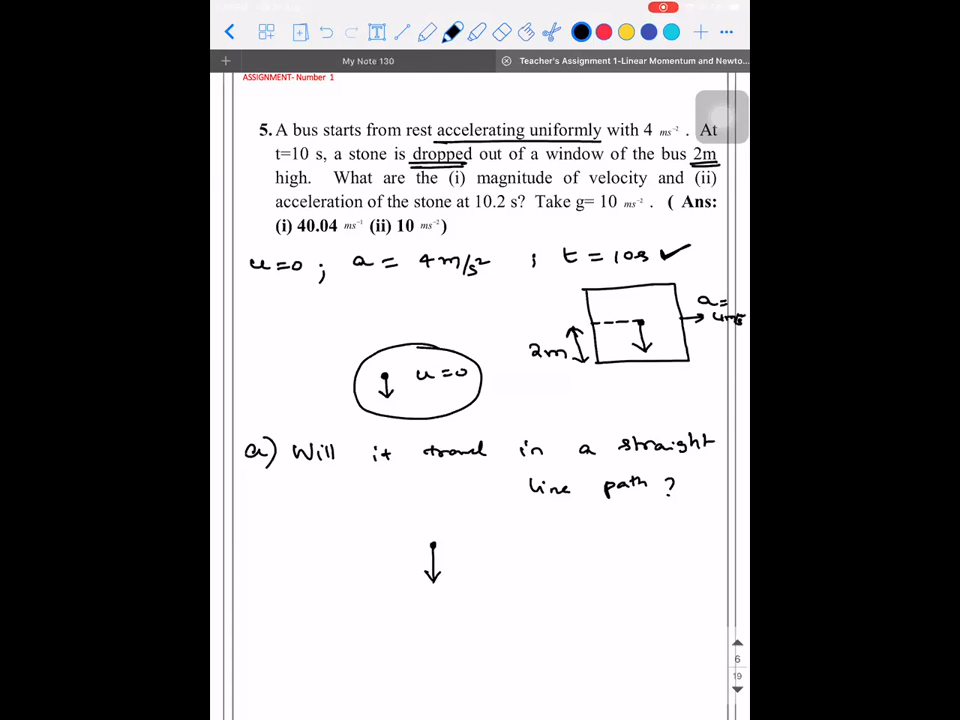 My Note 130
Teacher's Assignment 1-Linear Momentum and Newto...
ASSIGNMENT- Number 1
5. A bus starts from rest accelerating uniformly with 4 ms⁻² . At
t=10 s, a stone is dropped out of a window of the bus 2m
high. What are the (i) magnitude of velocity and (ii)
acceleration of the stone at 10.2 s? Take g= 10 ms⁻² . ( Ans:
(i) 40.04 ms⁻¹ (ii) 10 ms⁻² )
u=0 ; a = 4m/s² ; t = 10s ✓
a=
2m
u=0
a) Will it travel in a straight
line path ?
6
19